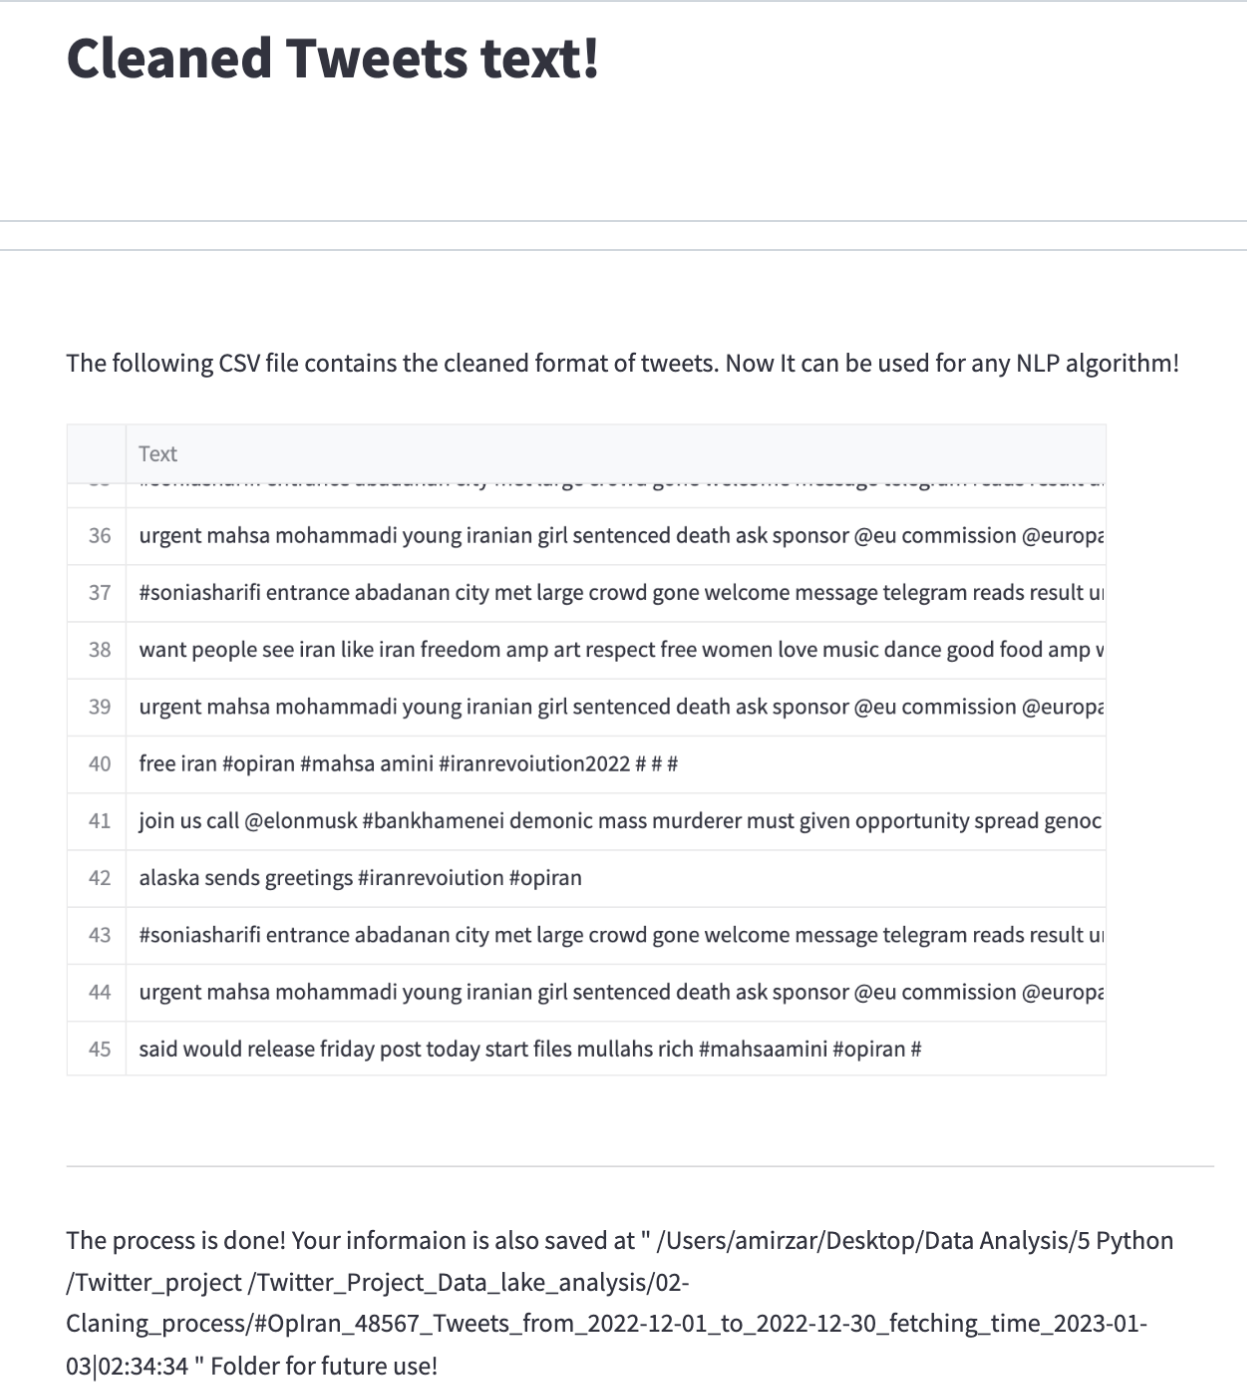 Cleaned Tweets text!
The following CSV file contains the cleaned format of tweets. Now It can be used for any NLP algorithm!
Text
36 urgent mahsa mohammadi young iranian girl sentenced death ask sponsor @eu commission @europa
37 #soniasharifi entrance abadanan city met large crowd gone welcome message telegram reads result
38 want people see iran like iran freedom amp art respect free women love music dance good food amp
39 urgent mahsa mohammadi young iranian girl sentenced death ask sponsor @eu commission @europa
40 free iran #opiran #mahsa amini #iranrevoiution2022 # # #
41 join us call @elonmusk #bankhamenei demonic mass murderer must given opportunity spread genoc
42 alaska sends greetings #iranrevoiution #opiran
43 #soniasharifi entrance abadanan city met large crowd gone welcome message telegram reads result
44 urgent mahsa mohammadi young iranian girl sentenced death ask sponsor @eu commission @europa
45 said would release friday post today start files mullahs rich #mahsaamini #opiran #
The process is done! Your informaion is also saved at " /Users/amirzar/Desktop/Data Analysis/5 Python
/Twitter_project /Twitter_Project_Data_lake_analysis/02-
Claning_process/#OpIran_48567_Tweets_from_2022-12-01_to_2022-12-30_fetching_time_2023-01-
03|02:34:34 " Folder for future use!